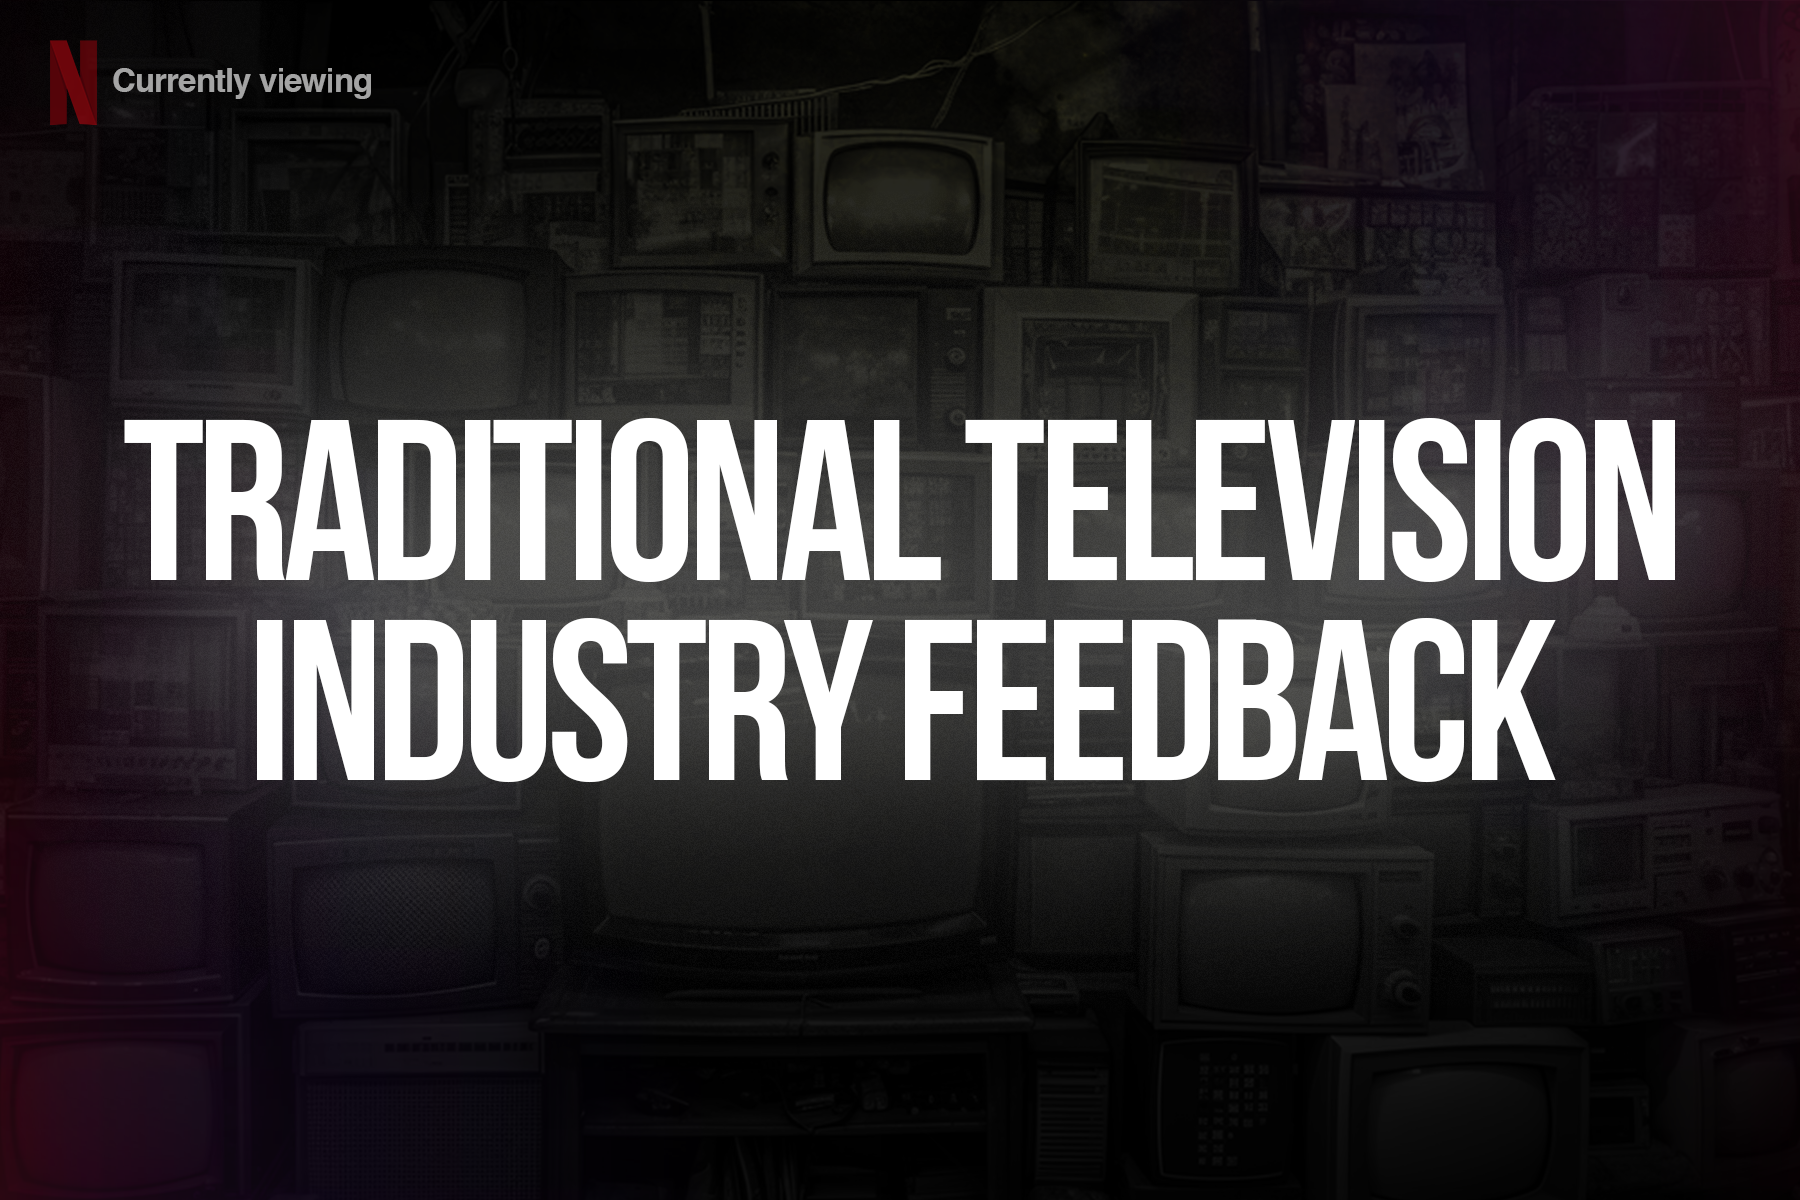 Currently viewing
TRADITIONAL TELEVISION
INDUSTRY FEEDBACK